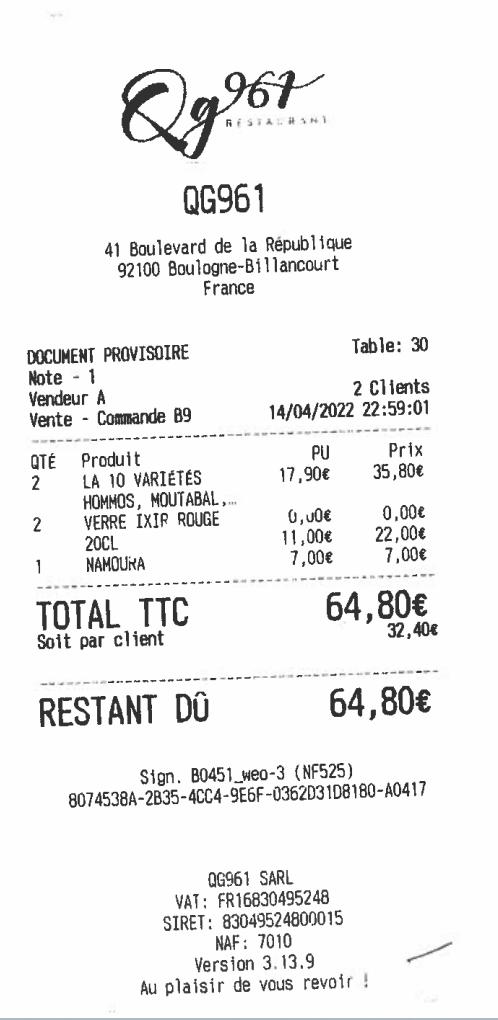 Qg961
RESTAURANT
QG961
41 Boulevard de la République
92100 Boulogne-Billancourt
France
DOCUMENT PROVISOIRE Table: 30
Note - 1
Vendeur A 2 Clients
Vente - Commande B9 14/04/2022 22:59:01
QTÉ Produit PU Prix
2 LA 10 VARIÉTÉS 17,90€ 35,80€
HOMMOS, MOUTABAL,...
2 VERRE IXIR ROUGE 0,00€ 0,00€
20CL 11,00€ 22,00€
1 NAMOURA 7,00€ 7,00€
TOTAL TTC 64,80€
Soit par client 32,40€
RESTANT DÛ 64,80€
Sign. B0451_weo-3 (NF525)
8074538A-2B35-4CC4-9E6F-0362D31D8180-A0417
QG961 SARL
VAT: FR16830495248
SIRET: 83049524800015
NAF: 7010
Version 3.13.9
Au plaisir de vous revoir !